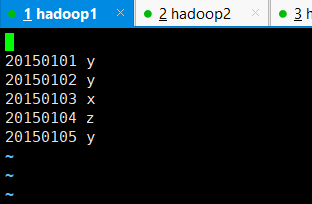 1 hadoop1 × 2 hadoop2 × 3 h
20150101 y
20150102 y
20150103 x
20150104 z
20150105 y
~
~
~